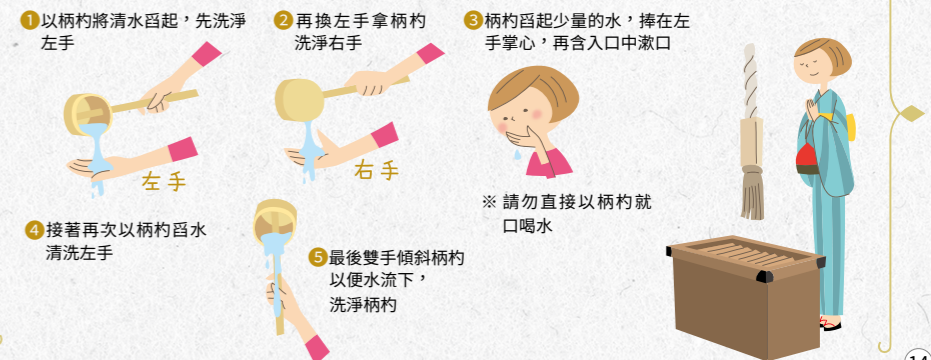 1 以柄杓將清水舀起，先洗淨
左手
左手
2 再換左手拿柄杓
洗淨右手
右手
3 柄杓舀起少量的水，捧在左
手掌心，再含入口中漱口
※ 請勿直接以柄杓就
口喝水
4 接著再次以柄杓舀水
清洗左手
5 最後雙手傾斜柄杓
以便水流下，
洗淨柄杓